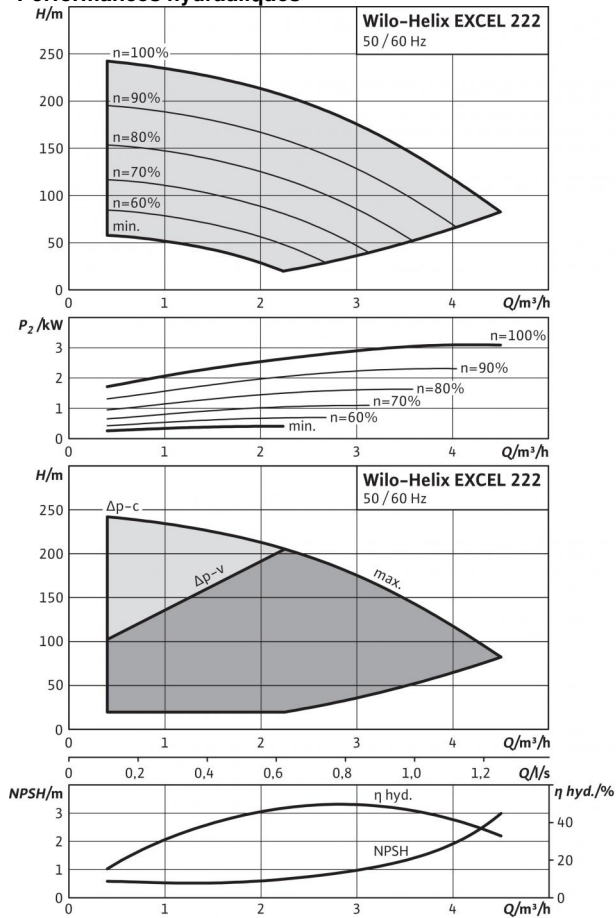 Performances hydrauliques
H/m
Wilo-Helix EXCEL 222
50/60 Hz
n=100%
250
n=90%
200
n=80%
150
n=70%
100
n=60%
min.
50
0
0 1 2 3 4 Q/m³/h
P₂/kW
n=100%
3
n=90%
2
n=80%
n=70%
1
n=60%
min.
0
0 1 2 3 4 Q/m³/h
H/m
Wilo-Helix EXCEL 222
50/60 Hz
Δp-c
250
200
Δp-v
max.
150
100
50
0
0 1 2 3 4 Q/m³/h
0 0,2 0,4 0,6 0,8 1,0 1,2 Q/l/s
NPSH/m
η hyd.
η hyd./%
3
40
2
NPSH
20
1
0
0
0 1 2 3 4 Q/m³/h